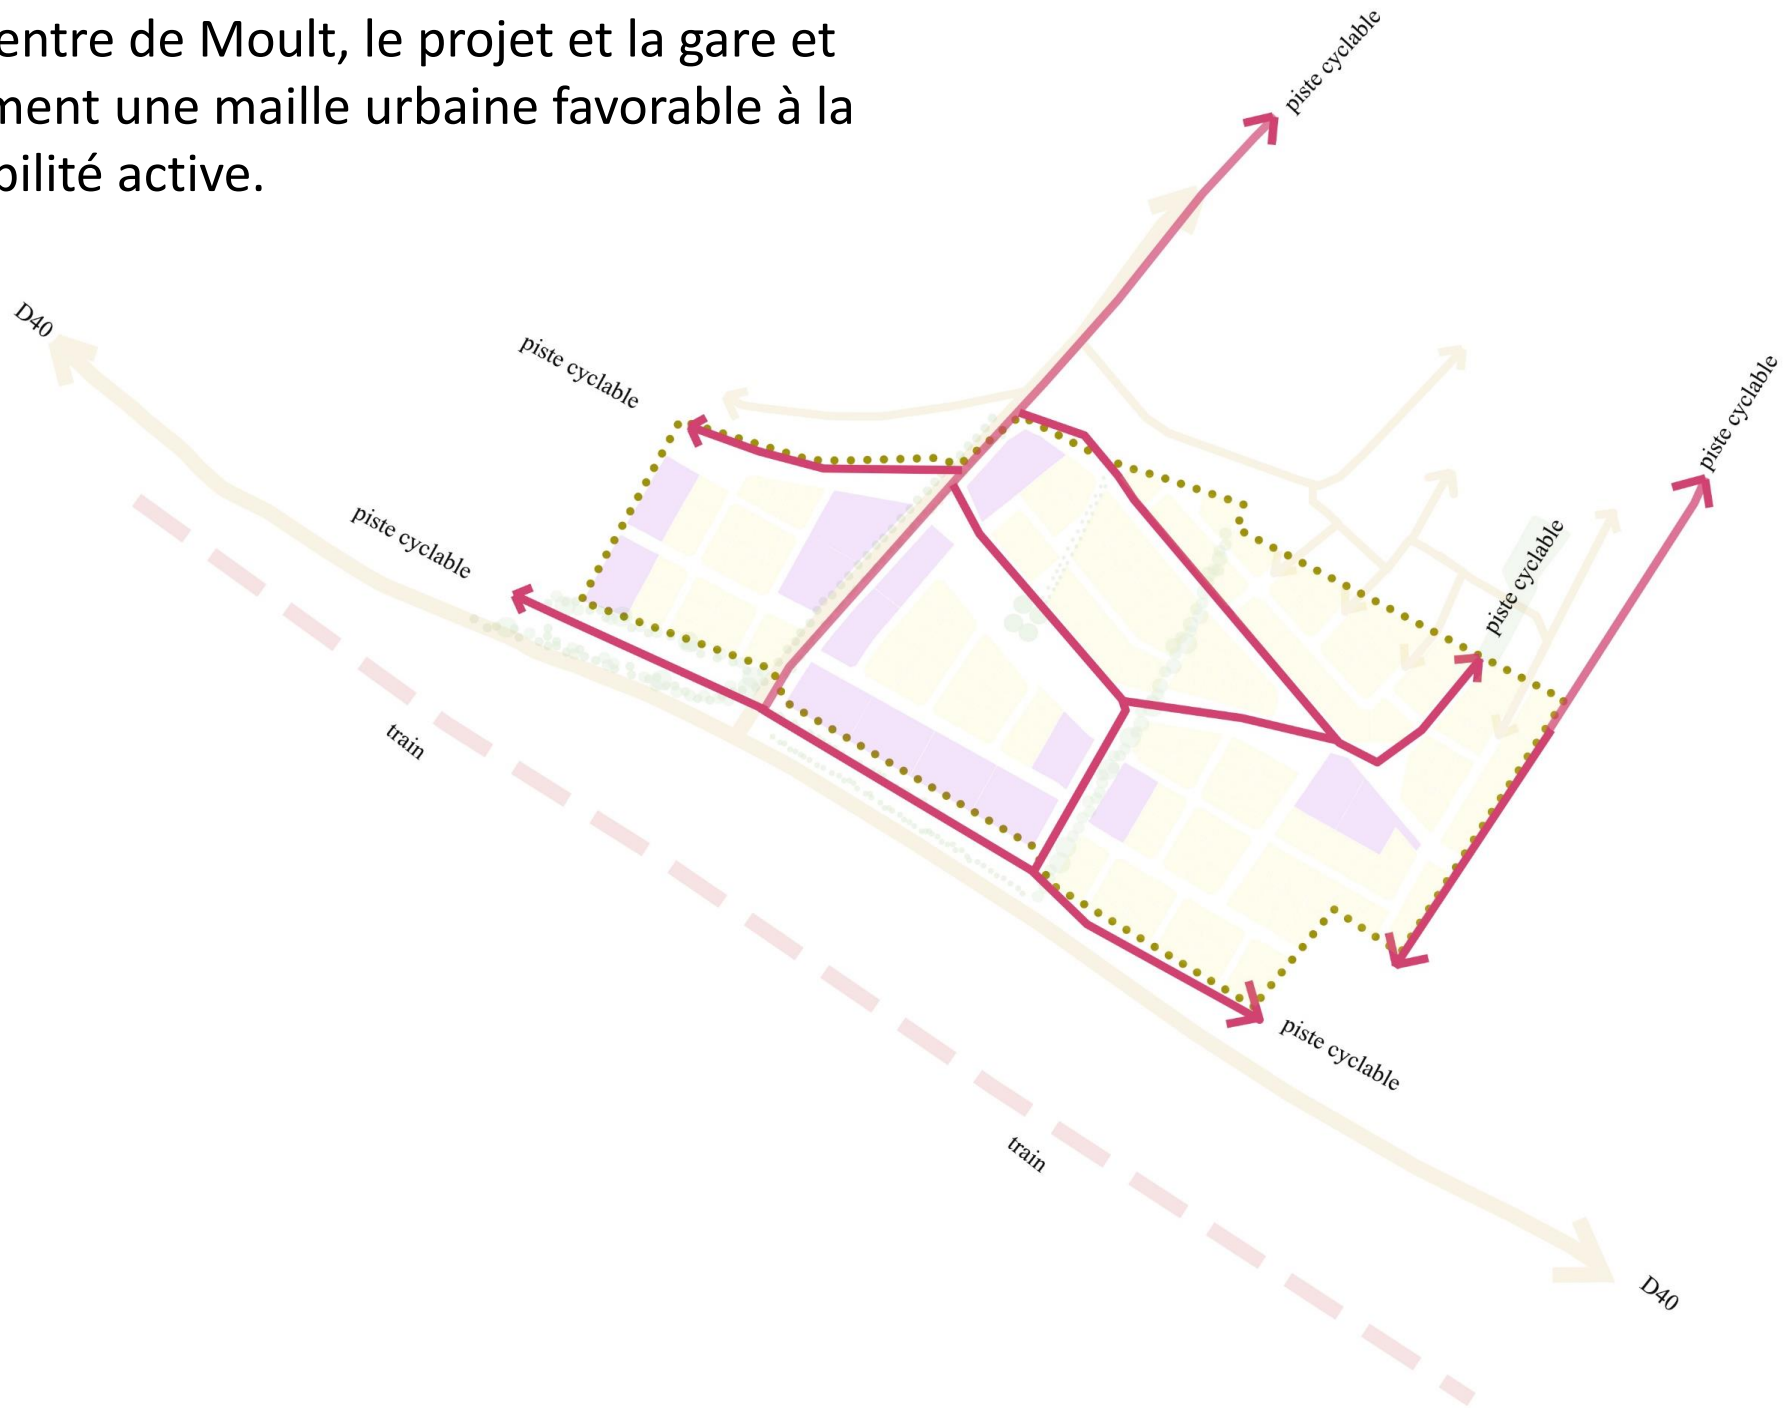 entre de Moult, le projet et la gare et
ment une maille urbaine favorable à la
bilité active.
piste cyclable
D40
piste cyclable
piste cyclable
piste cyclable
piste cyclable
train
piste cyclable
train
D40